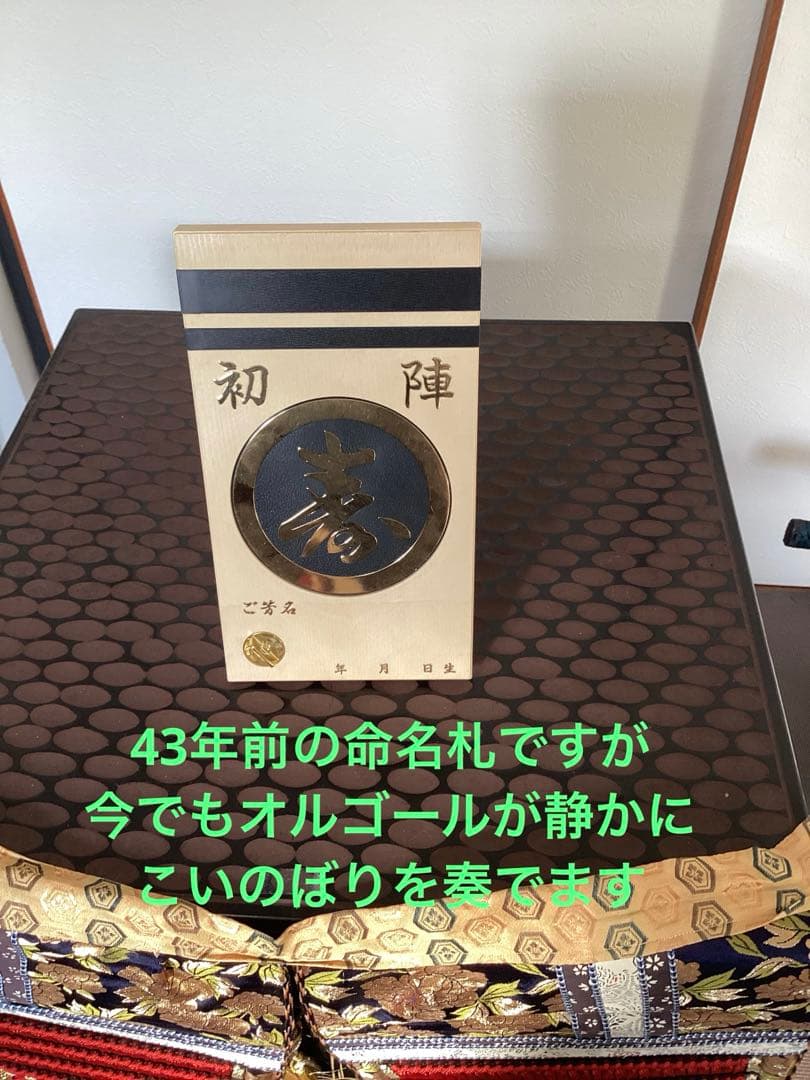 初 陣
寿
ご芳名
年 月 日生
43年前の命名札ですが
今でもオルゴールが静かに
こいのぼりを奏でます